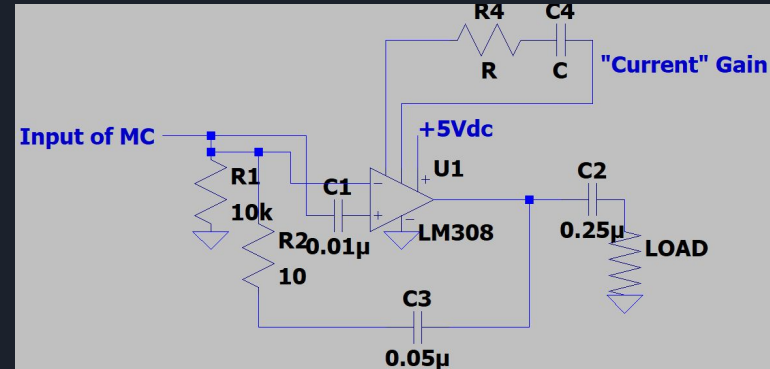 R4
C4
R
C
"Current" Gain
Input of MC
+5Vdc
R1
10k
C1
0.01µ
U1
LM308
C2
0.25µ
LOAD
R2
10
C3
0.05µ